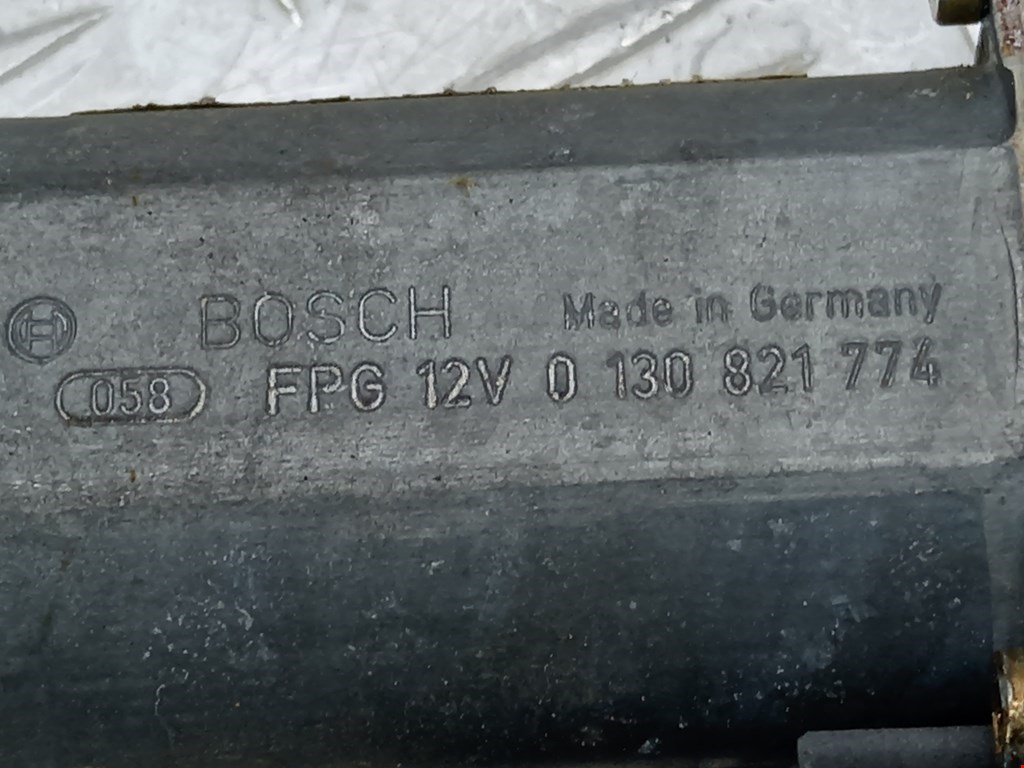 BOSCH Made in Germany
058 FPG 12V 0 130 821 774